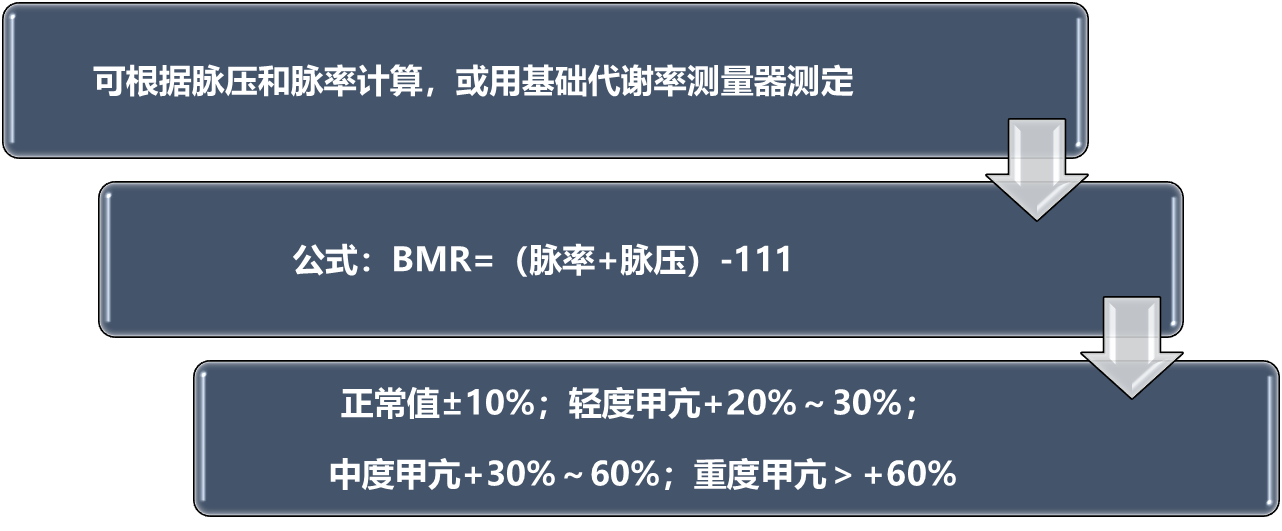 可根据脉压和脉率计算，或用基础代谢率测量器测定
公式：BMR=（脉率+脉压）-111
正常值±10%；轻度甲亢+20%～30%；
中度甲亢+30%～60%；重度甲亢＞+60%